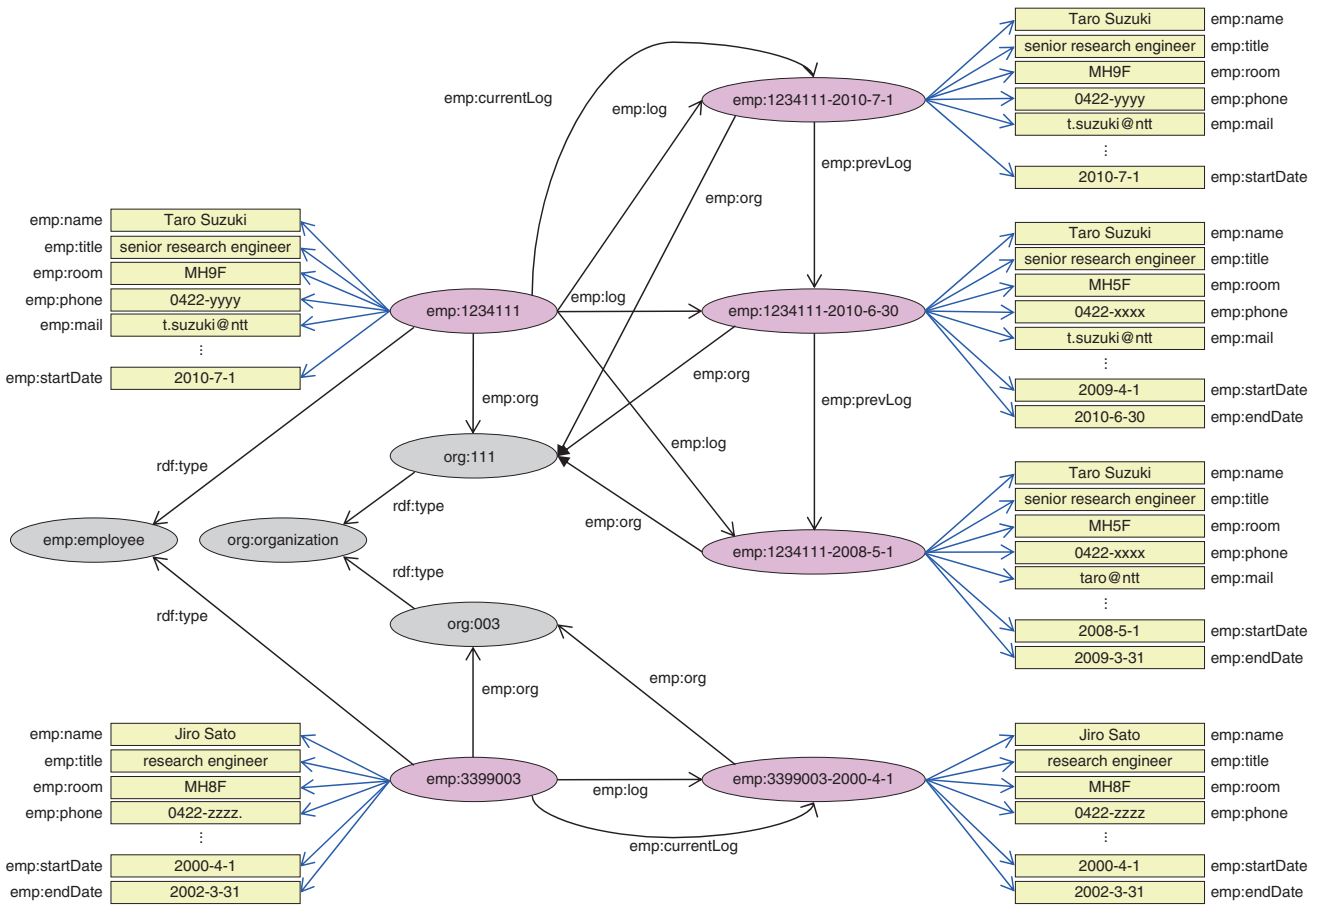 Taro Suzuki emp:name
senior research engineer emp:title
MH9F emp:room
0422-yyyy emp:phone
t.suzuki@ntt emp:mail
⋮
2010-7-1 emp:startDate
emp:currentLog
emp:log
emp:1234111-2010-7-1
emp:prevLog
emp:org
emp:name Taro Suzuki
emp:title senior research engineer
emp:room MH9F
emp:phone 0422-yyyy
emp:mail t.suzuki@ntt
⋮
emp:startDate 2010-7-1
emp:1234111
emp:log
emp:1234111-2010-6-30
Taro Suzuki emp:name
senior research engineer emp:title
MH5F emp:room
0422-xxxx emp:phone
t.suzuki@ntt emp:mail
⋮
2009-4-1 emp:startDate
2010-6-30 emp:endDate
emp:org
emp:org
emp:prevLog
emp:log
org:111
rdf:type
rdf:type
emp:org
emp:employee
org:organization
emp:1234111-2008-5-1
Taro Suzuki emp:name
senior research engineer emp:title
MH5F emp:room
0422-xxxx emp:phone
taro@ntt emp:mail
⋮
2008-5-1 emp:startDate
2009-3-31 emp:endDate
rdf:type
rdf:type
org:003
emp:org
emp:org
emp:name Jiro Sato
emp:title research engineer
emp:room MH8F
emp:phone 0422-zzzz.
⋮
emp:startDate 2000-4-1
emp:endDate 2002-3-31
emp:3399003
emp:log
emp:currentLog
emp:3399003-2000-4-1
Jiro Sato emp:name
research engineer emp:title
MH8F emp:room
0422-zzzz emp:phone
⋮
2000-4-1 emp:startDate
2002-3-31 emp:endDate